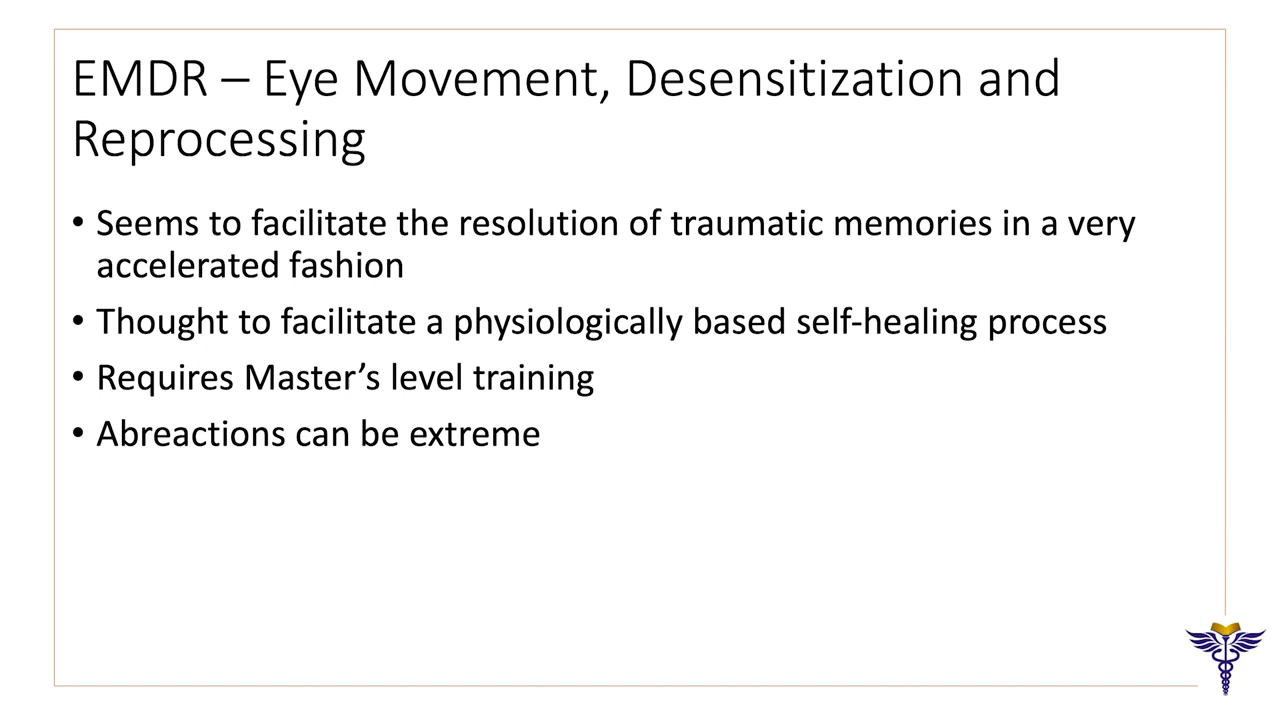 EMDR – Eye Movement, Desensitization and
Reprocessing
• Seems to facilitate the resolution of traumatic memories in a very
accelerated fashion
• Thought to facilitate a physiologically based self-healing process
• Requires Master’s level training
• Abreactions can be extreme